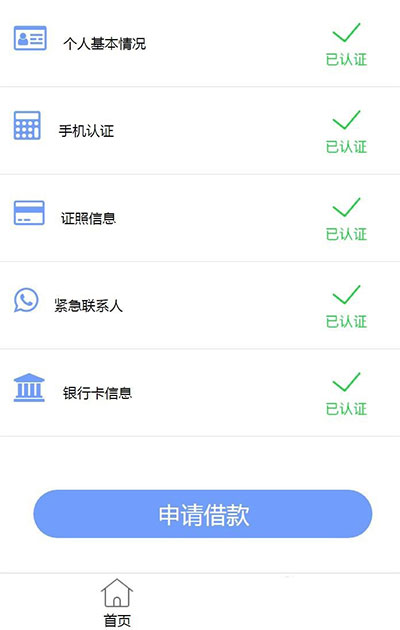 个人基本情况
已认证
手机认证
已认证
证照信息
已认证
紧急联系人
已认证
银行卡信息
已认证
申请借款
首页